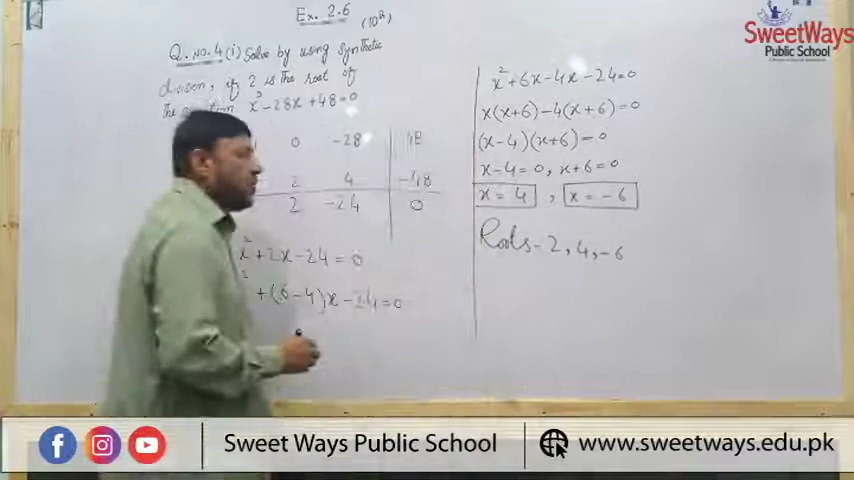 Ex. 2.6 (10th)
Q. No. 4 (i) Solve by using Synthetic
division, if 2 is the root of
the equation x³-28x+48=0
0 -28 48
2 4 -48
2 -24 0
x²+2x-24=0
²+(6-4)x-24=0
x²+6x-4x-24=0
x(x+6)-4(x+6)=0
(x-4)(x+6)=0
x-4=0, x+6=0
x=4, x=-6
Roots-2,4,-6
SweetWays
Public School
Sweet Ways Public School
www.sweetways.edu.pk